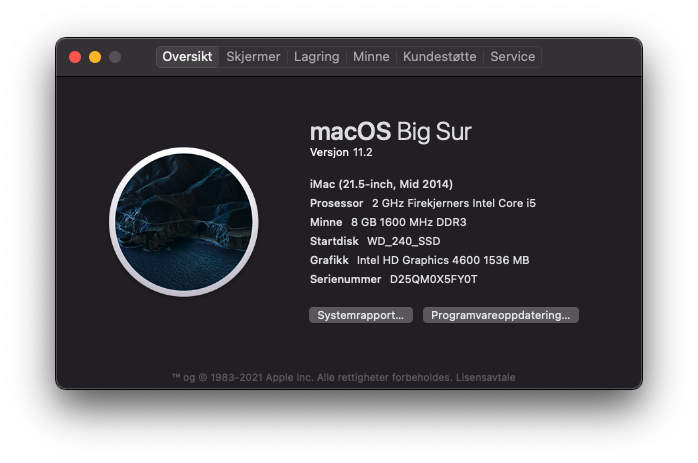 Oversikt Skjermer Lagring Minne Kundestøtte Service
macOS Big Sur
Versjon 11.2
iMac (21.5-inch, Mid 2014)
Prosessor 2 GHz Firekjerners Intel Core i5
Minne 8 GB 1600 MHz DDR3
Startdisk WD_240_SSD
Grafikk Intel HD Graphics 4600 1536 MB
Serienummer D25QM0X5FY0T
Systemrapport... Programvareoppdatering...
™ og © 1983-2021 Apple Inc. Alle rettigheter forbeholdes. Lisensavtale